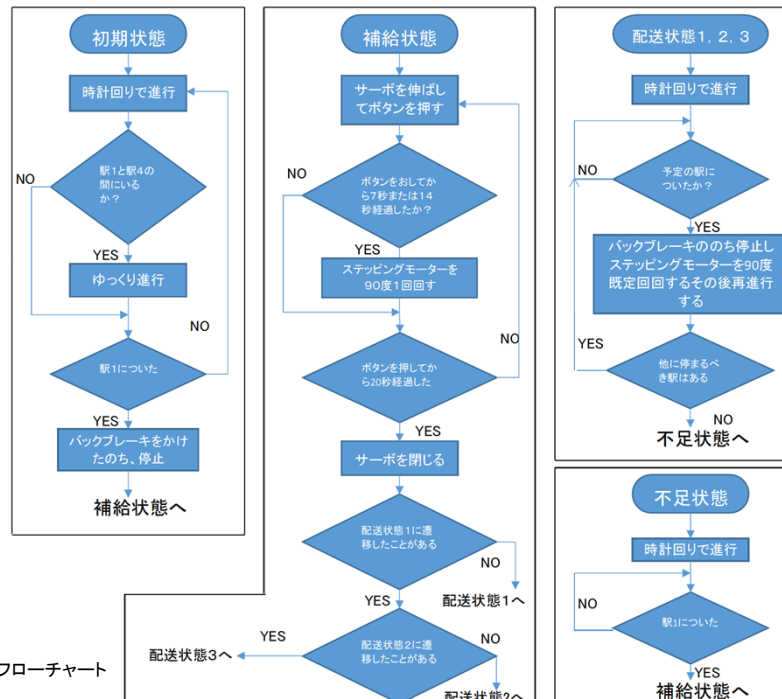 初期状態
時計回りで進行
駅1と駅4の
間にいる
か?
NO
YES
ゆっくり進行
NO
駅1についた
YES
バックブレーキをかけ
たのち、停止
補給状態へ
補給状態
サーボを伸ばし
てボタンを押す
NO
ボタンをおしてか
ら7秒または14
秒経過したか?
YES
ステッピングモーターを
90度1回回す
NO
ボタンを押してか
ら20秒経過した
YES
サーボを閉じる
配送状態1に遷
移したことがある
NO
配送状態1へ
YES
配送状態2に遷
移したことがある
YES
配送状態3へ
NO
配送状態2へ
フローチャート
配送状態1, 2, 3
時計回りで進行
予定の駅に
ついたか?
NO
YES
バックブレーキののち停止し
ステッピングモーターを90度
既定回回するその後再進行
する
YES
他に停まるべ
き駅はある
NO
不足状態へ
不足状態
時計回りで進行
NO
駅1についた
YES
補給状態へ